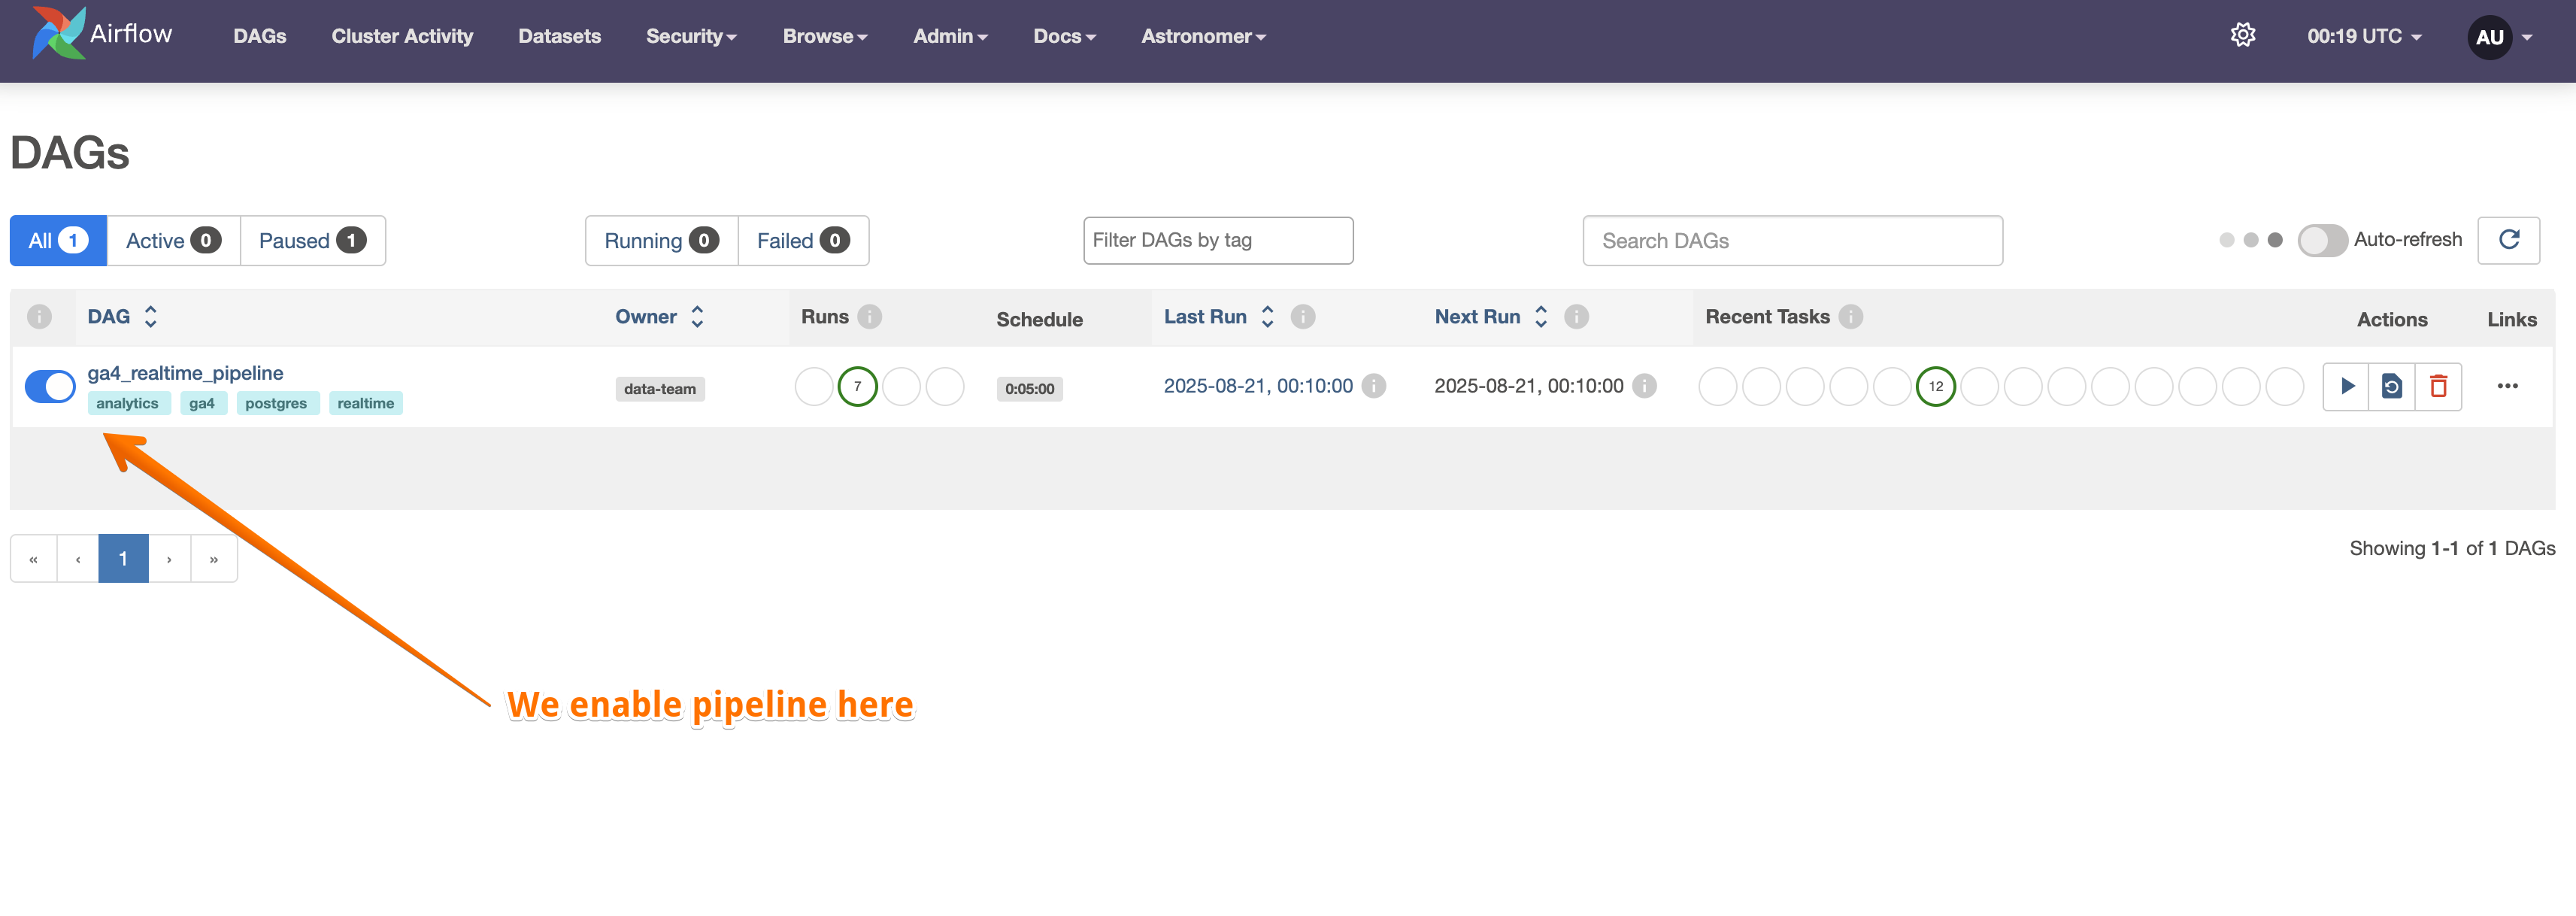 Airflow DAGs Cluster Activity Datasets Security Browse Admin Docs Astronomer 00:19 UTC AU
DAGs
All 1 Active 0 Paused 1 Running 0 Failed 0 Filter DAGs by tag Search DAGs Auto-refresh
i DAG Owner Runs i Schedule Last Run i Next Run i Recent Tasks i Actions Links
ga4_realtime_pipeline
data-team 7 0:05:00 2025-08-21, 00:10:00 i 2025-08-21, 00:10:00 i 12
analytics ga4 postgres realtime
« ‹ 1 › »
Showing 1-1 of 1 DAGs
We enable pipeline here